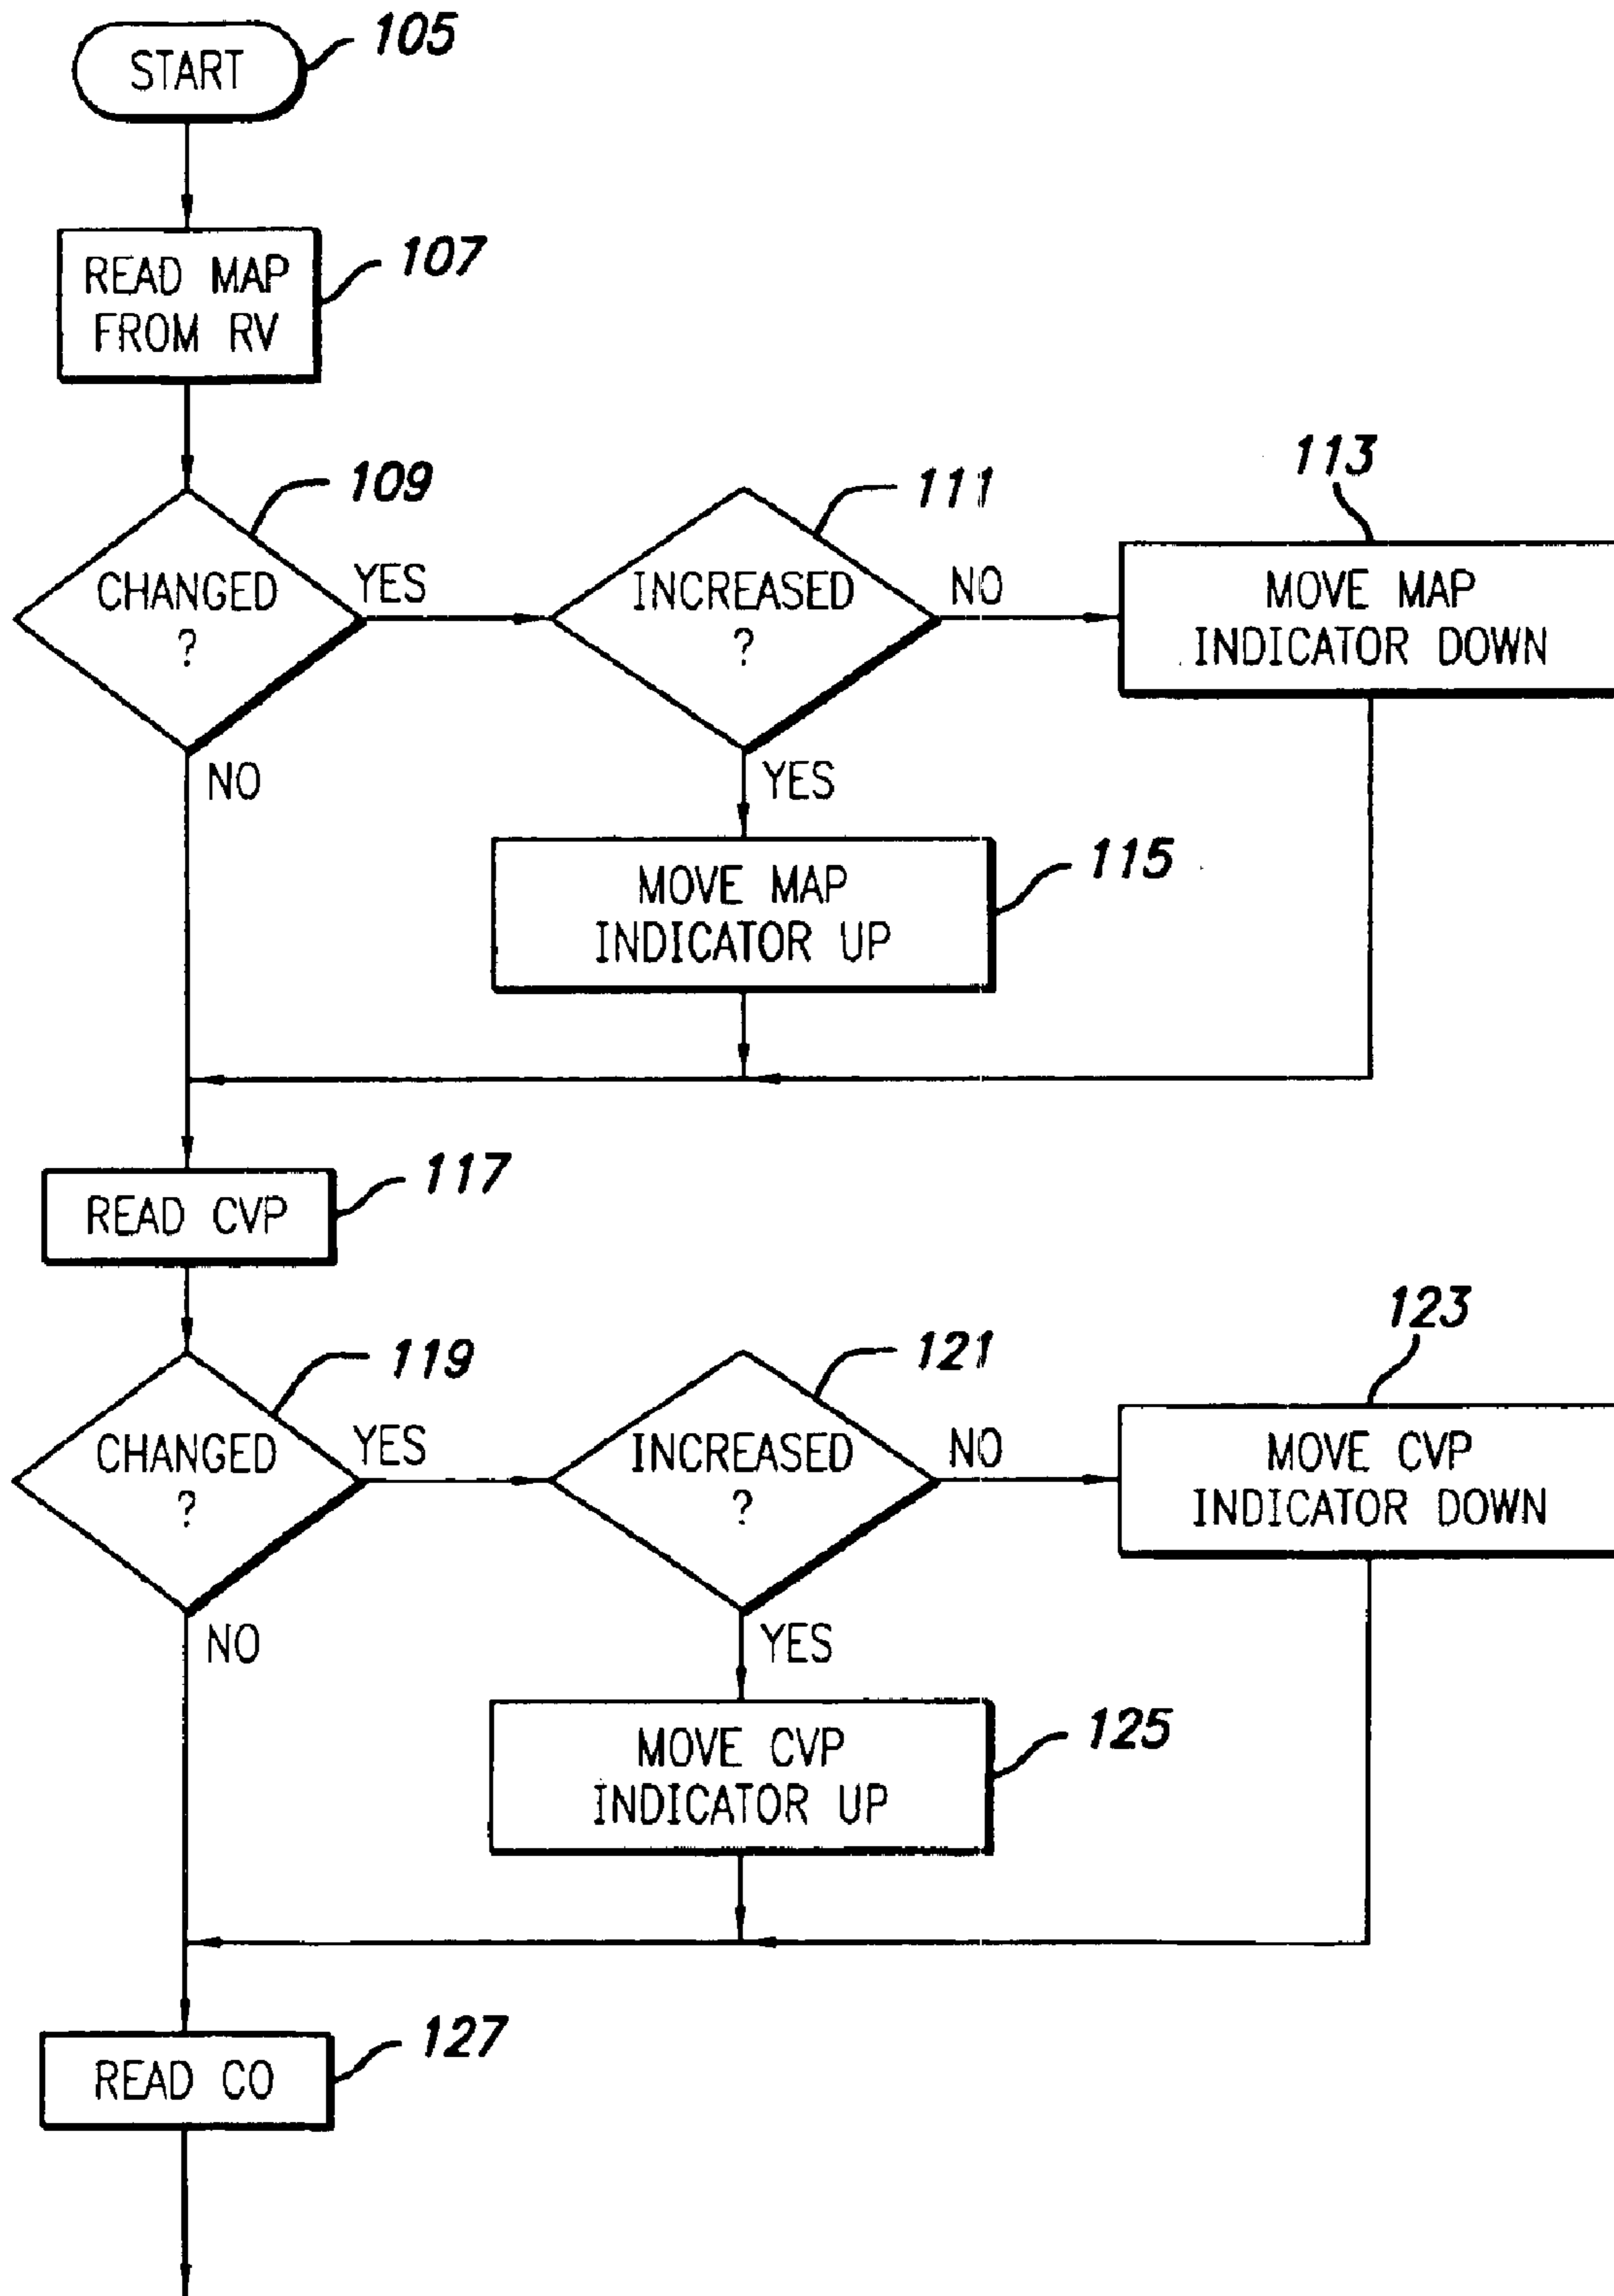 START
105
READ MAP
FROM RV
107
109
CHANGED
?
YES
NO
111
INCREASED
?
NO
YES
113
MOVE MAP
INDICATOR DOWN
MOVE MAP
INDICATOR UP
115
READ CVP
117
119
CHANGED
?
YES
NO
121
INCREASED
?
NO
YES
123
MOVE CVP
INDICATOR DOWN
MOVE CVP
INDICATOR UP
125
READ CO
127